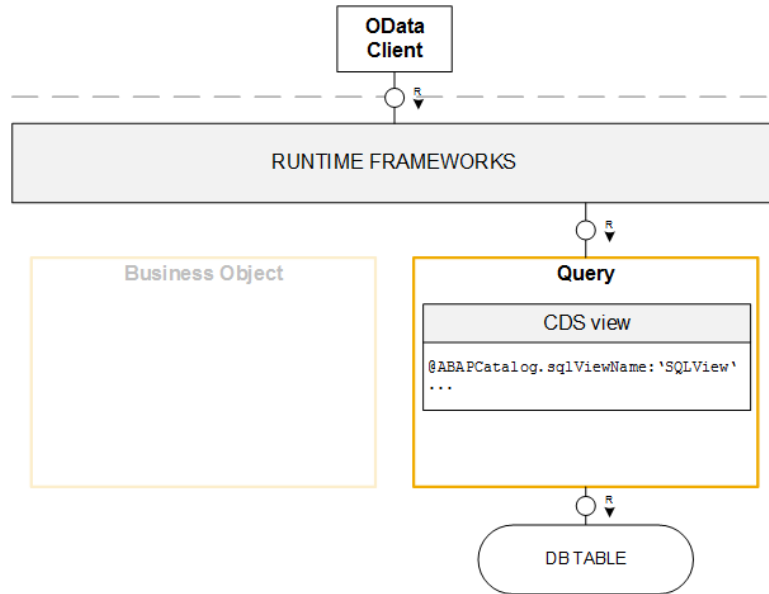 OData
Client
R
RUNTIME FRAMEWORKS
R
Business Object
Query
CDS view
@ABAPCatalog.sqlViewName:‘SQLView‘
...
R
DB TABLE